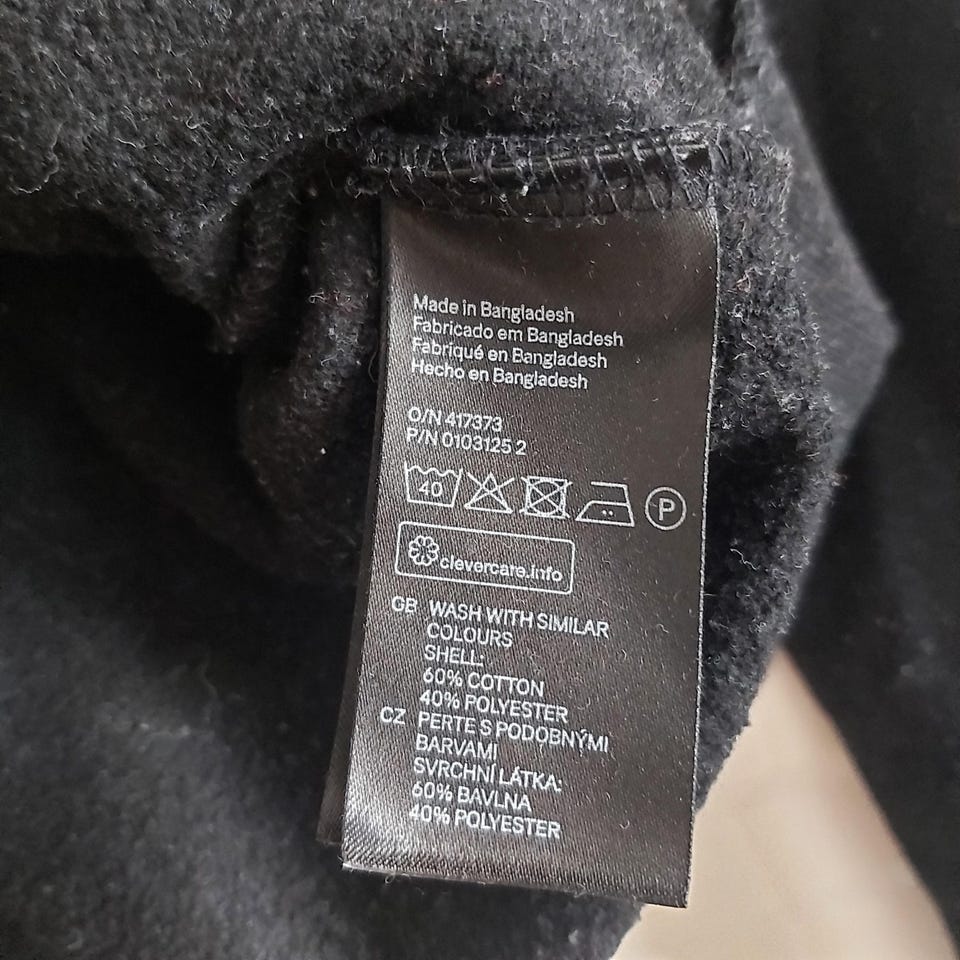 Made in Bangladesh
Fabricado em Bangladesh
Fabriqué en Bangladesh
Hecho en Bangladesh
O/N 417373
P/N 0103125 2
40 P
clevercare.info
GB WASH WITH SIMILAR
COLOURS
SHELL:
60% COTTON
40% POLYESTER
CZ PERTE S PODOBNÝMI
BARVAMI
SVRCHNÍ LÁTKA:
60% BAVLNA
40% POLYESTER